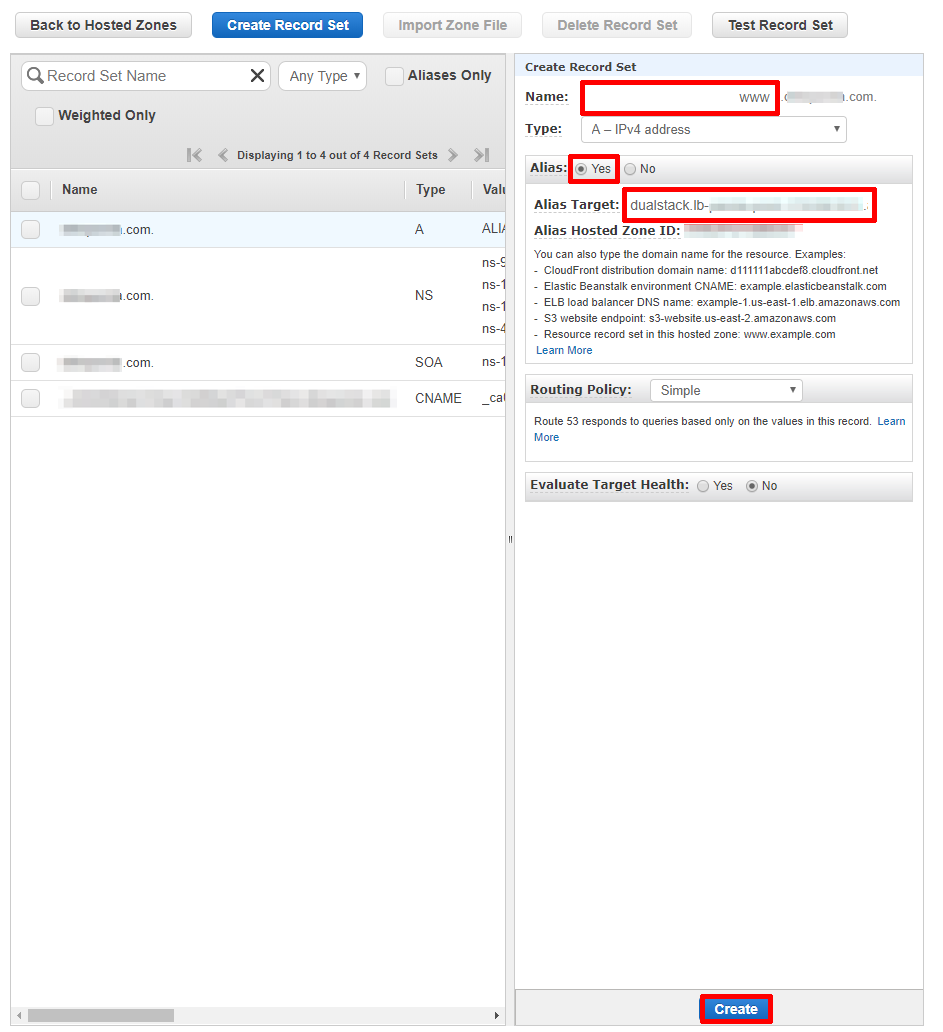 Back to Hosted Zones Create Record Set Import Zone File Delete Record Set Test Record Set
Record Set Name Any Type Aliases Only
Weighted Only
Displaying 1 to 4 out of 4 Record Sets
Name Type Valu
.com. A ALIA
.com. NS ns-9
ns-1
ns-1
ns-4
.com. SOA ns-1
CNAME _ca0
Create Record Set
Name: www .com.
Type: A – IPv4 address
Alias: Yes No
Alias Target: dualstack.lb-
Alias Hosted Zone ID:
You can also type the domain name for the resource. Examples:
- CloudFront distribution domain name: d111111abcdef8.cloudfront.net
- Elastic Beanstalk environment CNAME: example.elasticbeanstalk.com
- ELB load balancer DNS name: example-1.us-east-1.elb.amazonaws.com
- S3 website endpoint: s3-website.us-east-2.amazonaws.com
- Resource record set in this hosted zone: www.example.com
Learn More
Routing Policy: Simple
Route 53 responds to queries based only on the values in this record. Learn
More
Evaluate Target Health: Yes No
Create